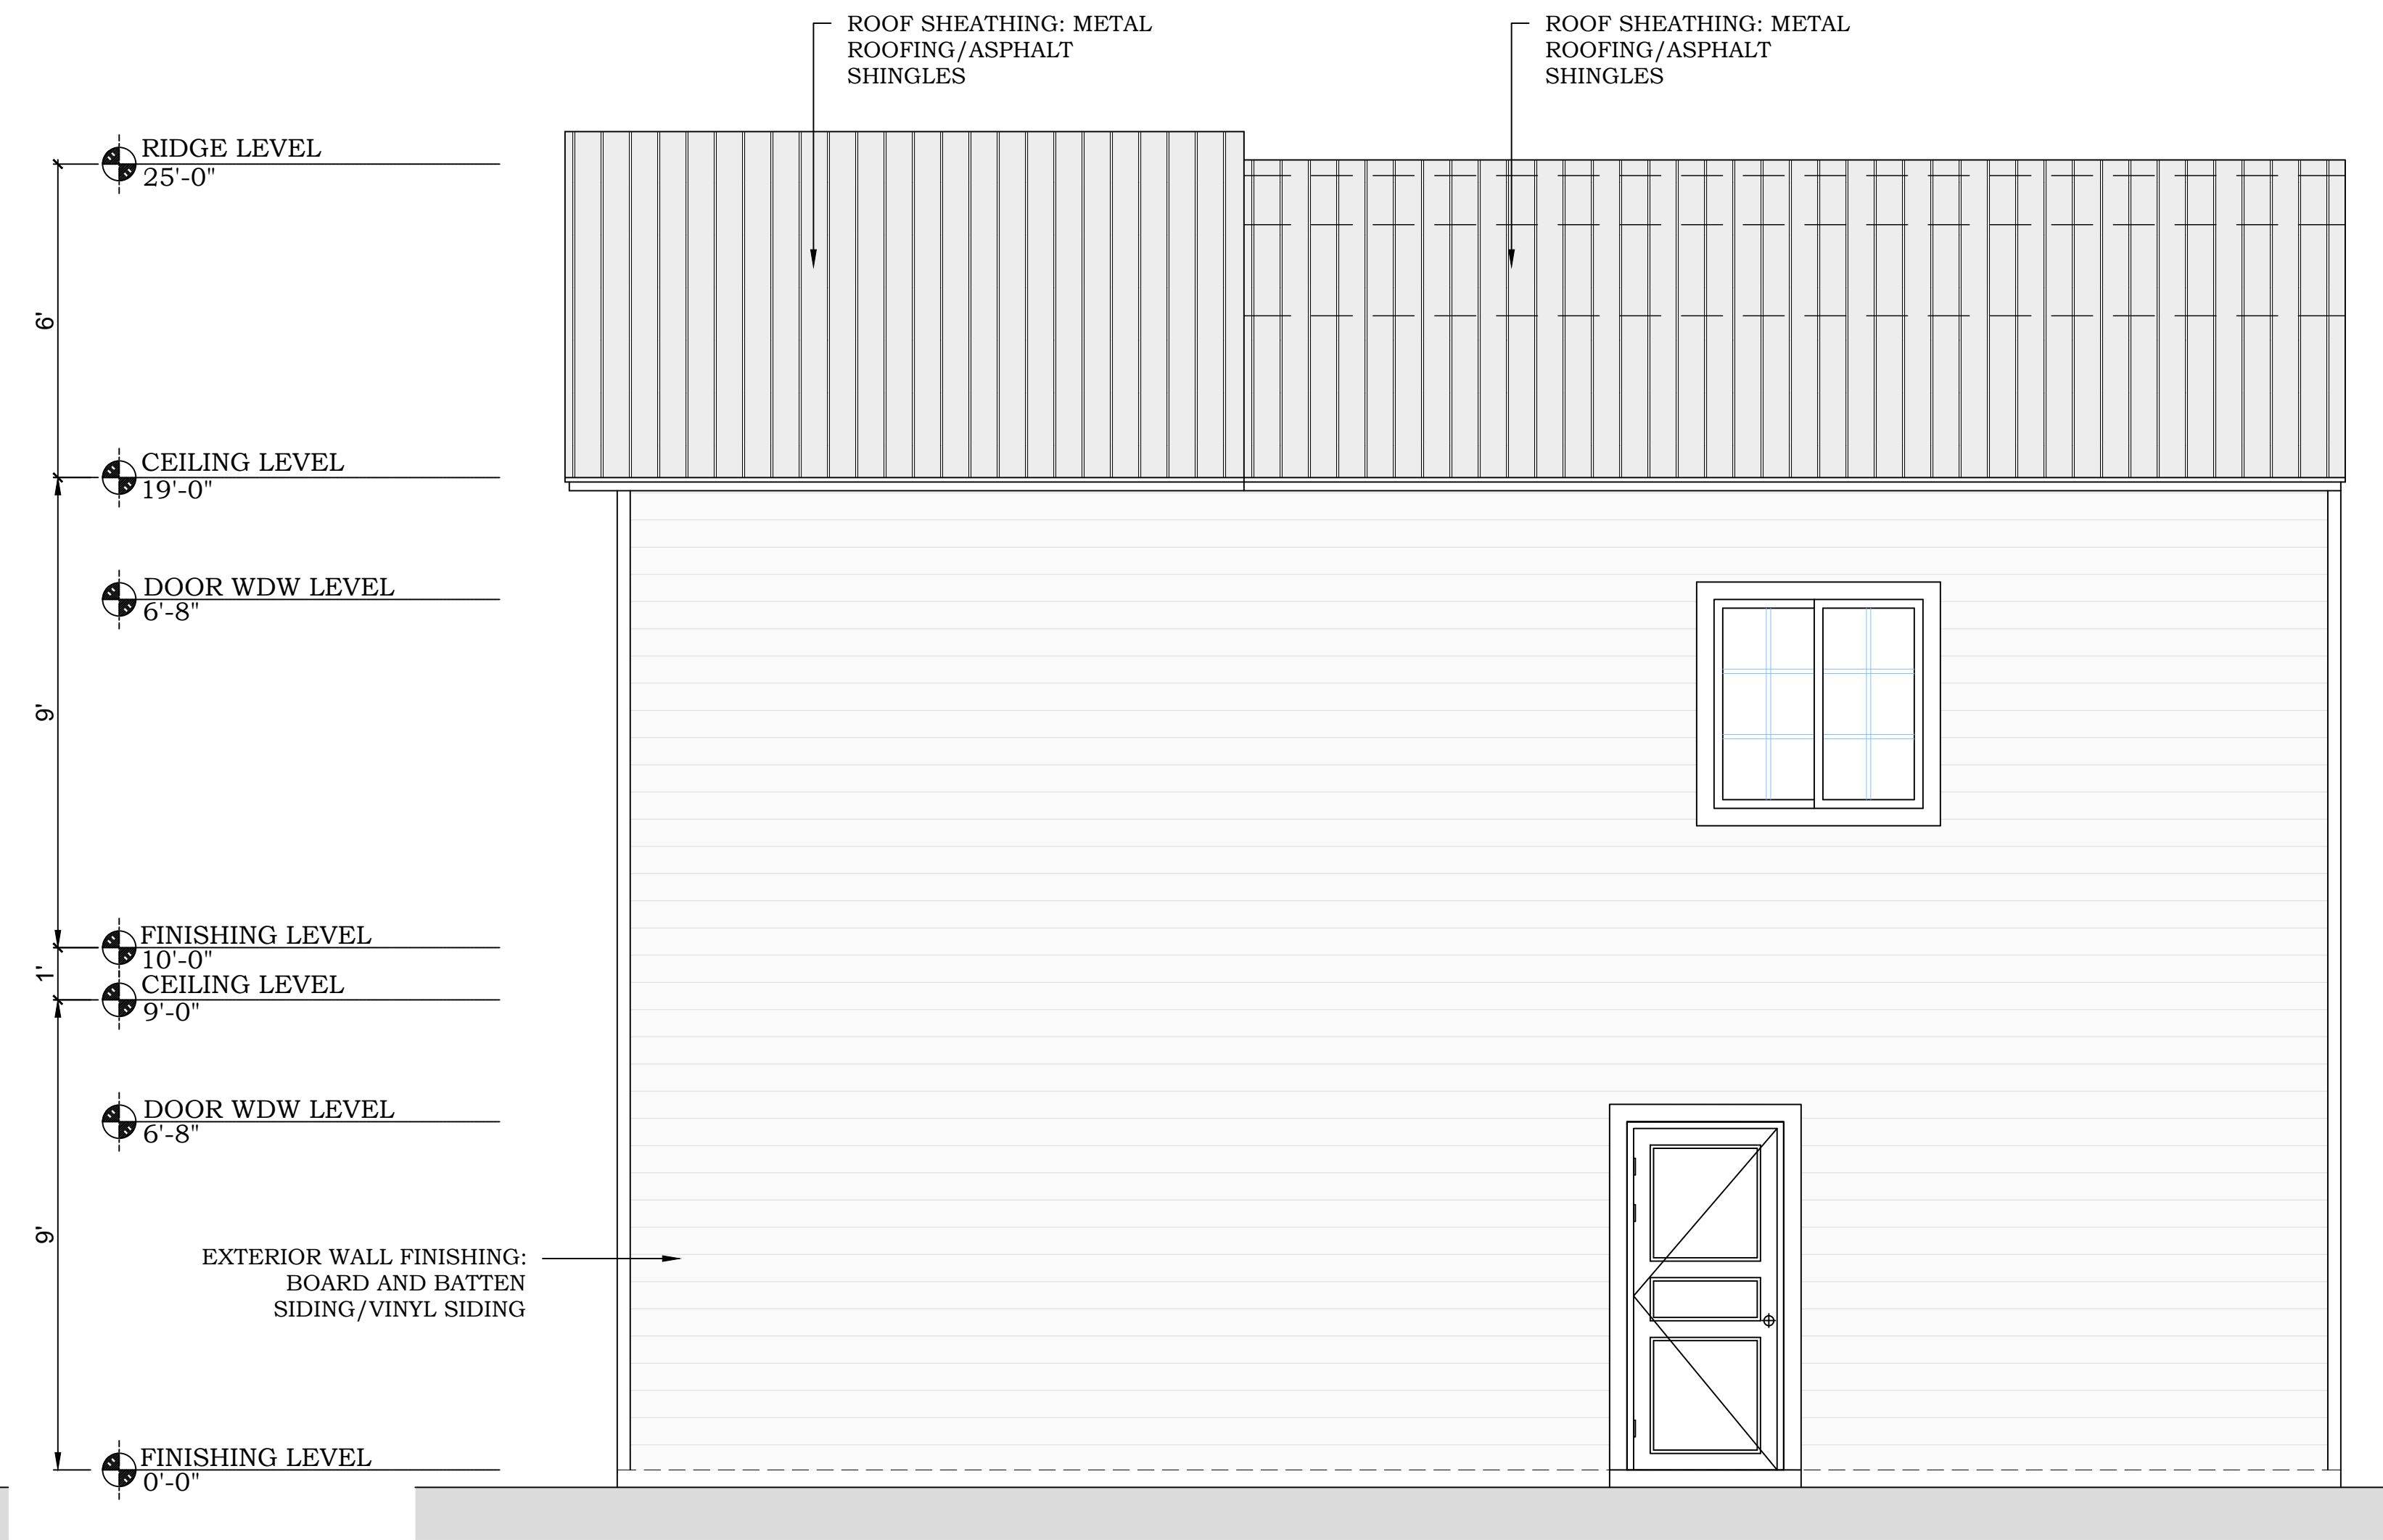 ROOF SHEATHING: METAL
ROOFING/ASPHALT
SHINGLES
ROOF SHEATHING: METAL
ROOFING/ASPHALT
SHINGLES
RIDGE LEVEL
25'-0"
6'
CEILING LEVEL
19'-0"
DOOR WDW LEVEL
6'-8"
9'
FINISHING LEVEL
10'-0"
1'
CEILING LEVEL
9'-0"
DOOR WDW LEVEL
6'-8"
9'
EXTERIOR WALL FINISHING:
BOARD AND BATTEN
SIDING/VINYL SIDING
FINISHING LEVEL
0'-0"